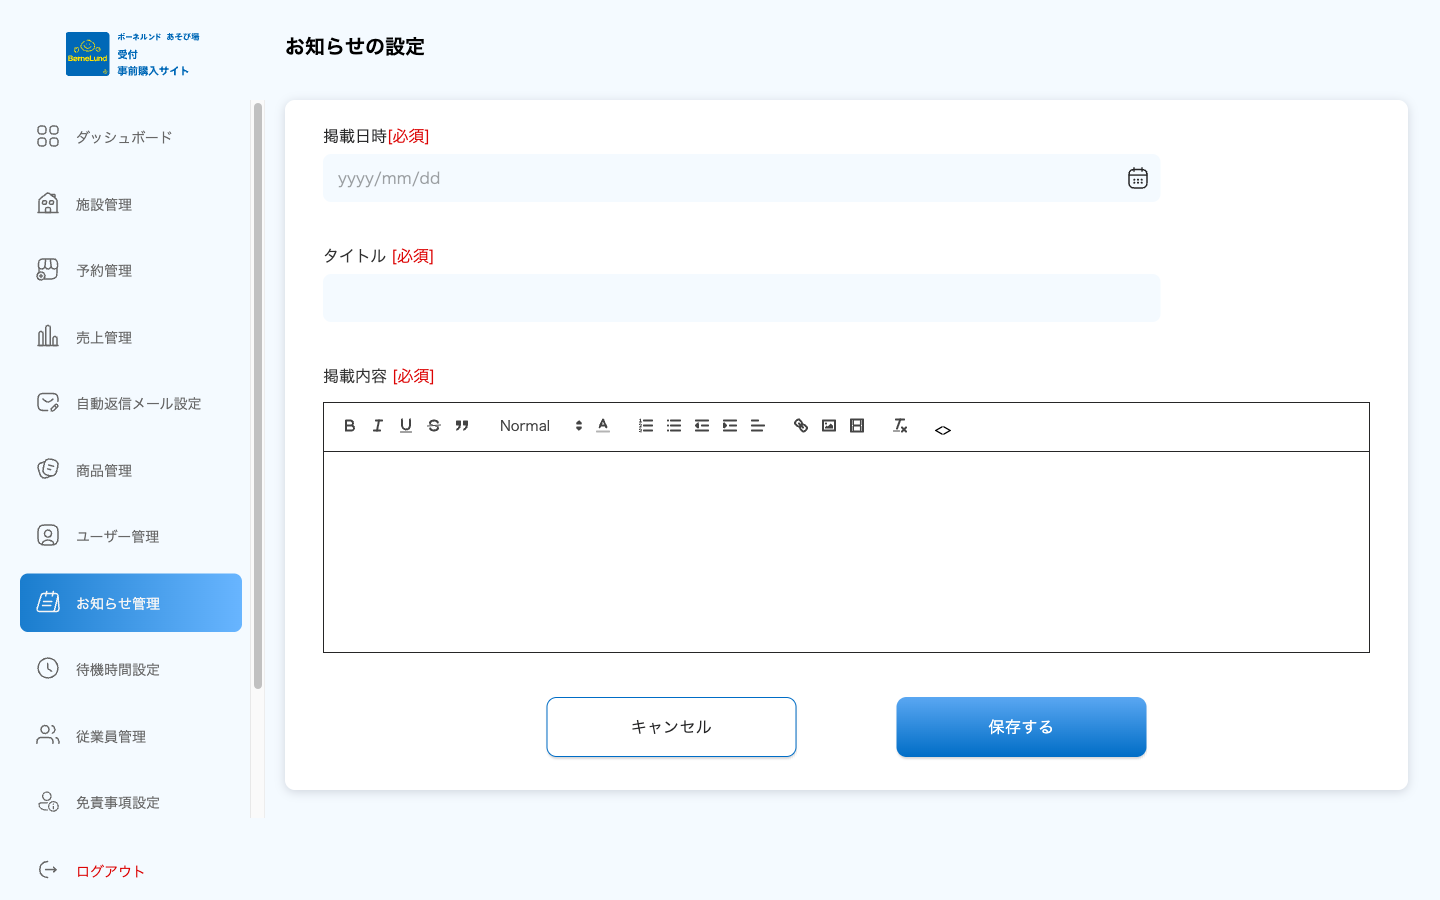 ボーネルンド あそび場
受付
事前購入サイト
BørneLund
お知らせの設定
ダッシュボード
施設管理
予約管理
売上管理
自動返信メール設定
商品管理
ユーザー管理
お知らせ管理
待機時間設定
従業員管理
免責事項設定
ログアウト
掲載日時[必須]
yyyy/mm/dd
タイトル [必須]
掲載内容 [必須]
Normal
キャンセル
保存する